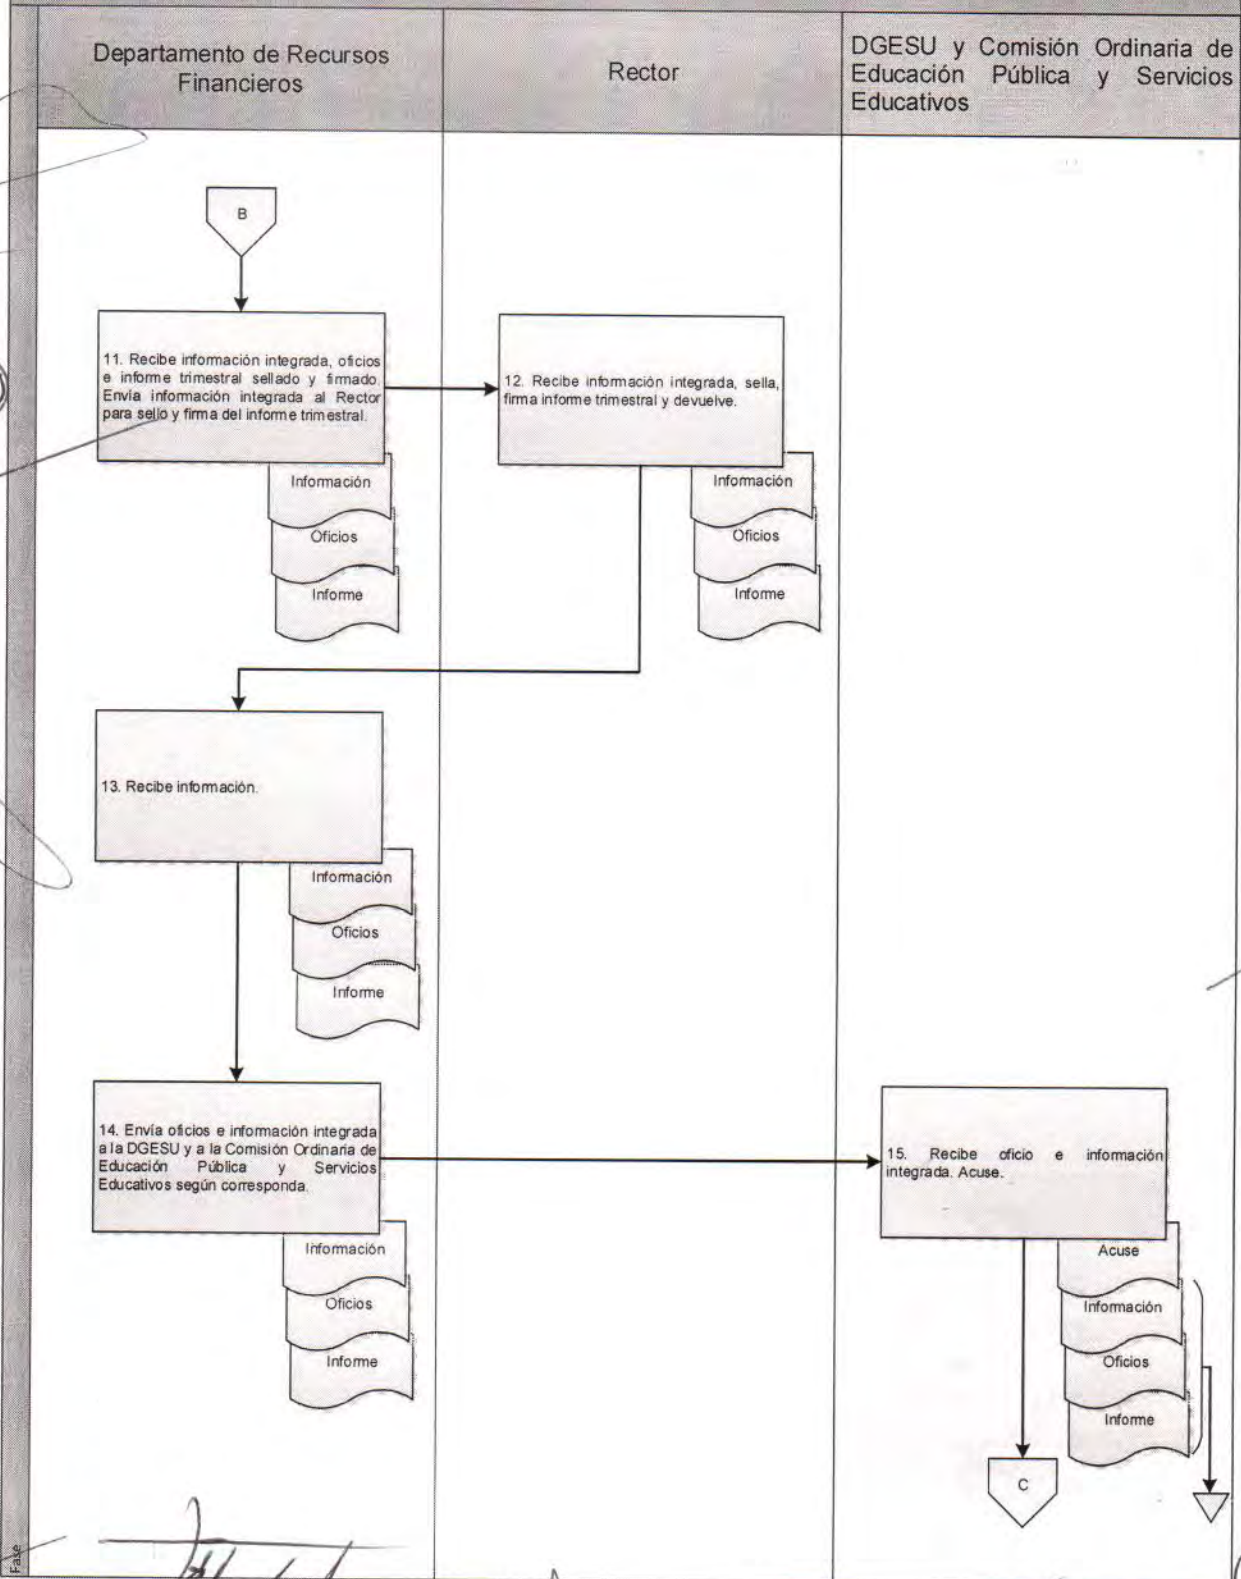 Departamento de Recursos
Financieros
Rector
DGESU y Comisión Ordinaria de
Educación Pública y Servicios
Educativos
B
11. Recibe información integrada, oficios
e informe trimestral sellado y firmado.
Envía información integrada al Rector
para sello y firma del informe trimestral.
12. Recibe información integrada, sella,
firma informe trimestral y devuelve.
Información
Oficios
Informe
Información
Oficios
Informe
13. Recibe información.
Información
Oficios
Informe
14. Envía oficios e información integrada
a la DGESU y a la Comisión Ordinaria de
Educación Pública y Servicios
Educativos según corresponda.
15. Recibe oficio e información
integrada. Acuse.
Información
Oficios
Informe
Acuse
Información
Oficios
Informe
C
Fase